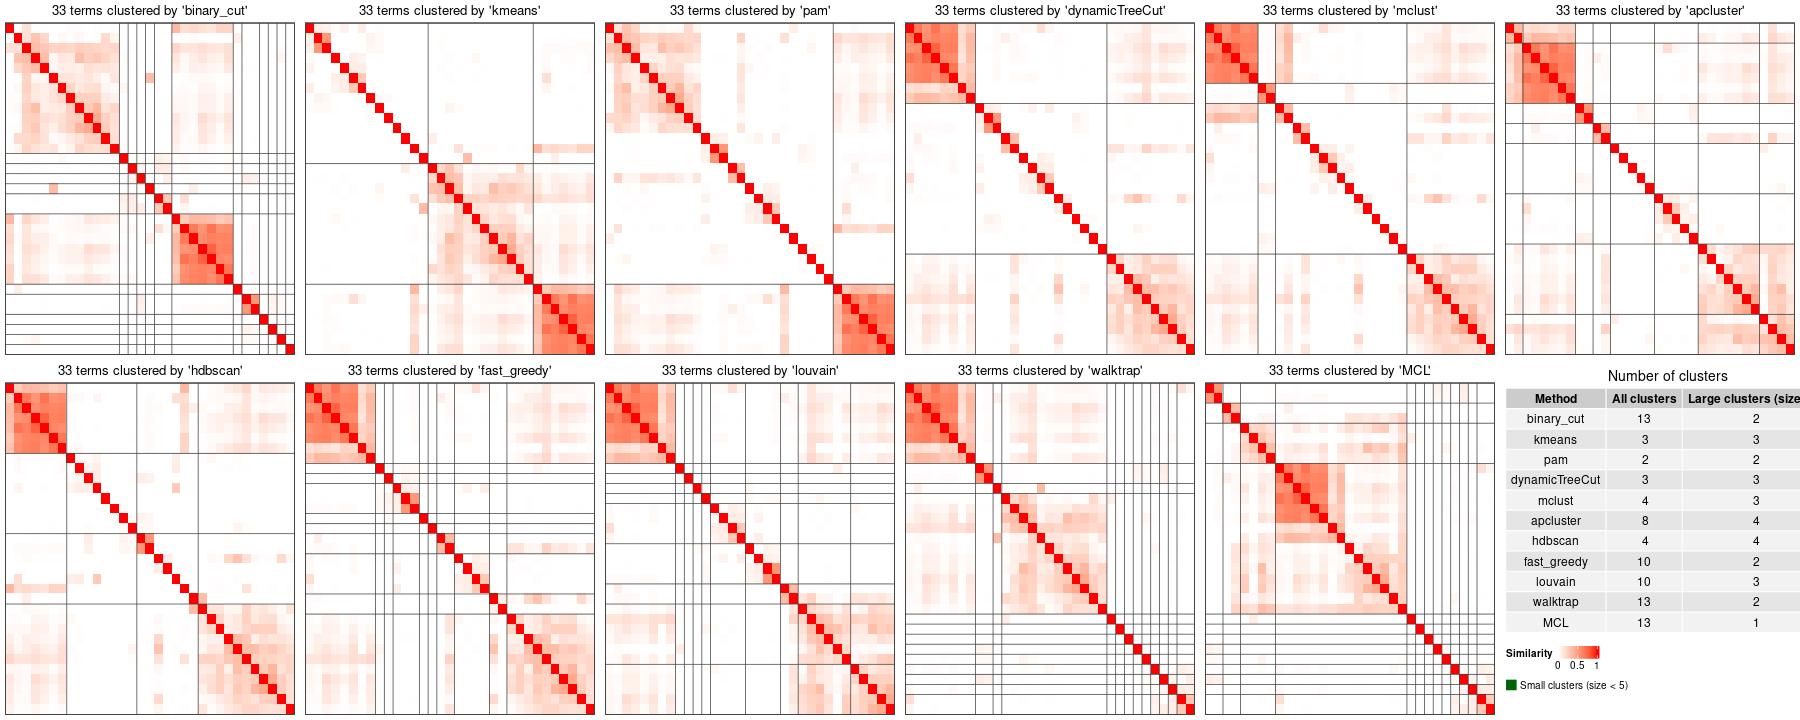 33 terms clustered by 'binary_cut'
33 terms clustered by 'kmeans'
33 terms clustered by 'pam'
33 terms clustered by 'dynamicTreeCut'
33 terms clustered by 'mclust'
33 terms clustered by 'apcluster'
33 terms clustered by 'hdbscan'
33 terms clustered by 'fast_greedy'
33 terms clustered by 'louvain'
33 terms clustered by 'walktrap'
33 terms clustered by 'MCL'
Number of clusters
Method All clusters Large clusters (size
binary_cut 13 2
kmeans 3 3
pam 2 2
dynamicTreeCut 3 3
mclust 4 3
apcluster 8 4
hdbscan 4 4
fast_greedy 10 2
louvain 10 3
walktrap 13 2
MCL 13 1
Similarity
0 0.5 1
Small clusters (size < 5)